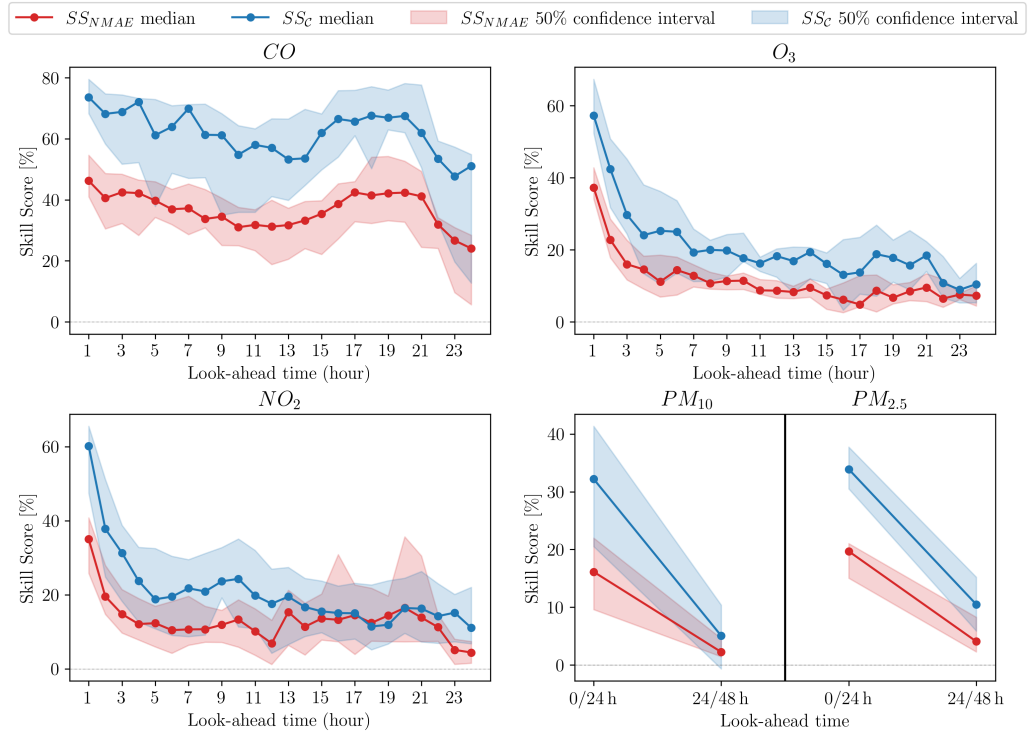 SS_NMAE median SS_C median SS_NMAE 50% confidence interval SS_C 50% confidence interval
CO
80
60
40
20
0
Skill Score [%]
1 3 5 7 9 11 13 15 17 19 21 23
Look-ahead time (hour)
O_3
60
40
20
0
Skill Score [%]
1 3 5 7 9 11 13 15 17 19 21 23
Look-ahead time (hour)
NO_2
60
40
20
0
Skill Score [%]
1 3 5 7 9 11 13 15 17 19 21 23
Look-ahead time (hour)
PM_10 PM_2.5
40
30
20
10
0
Skill Score [%]
0/24 h 24/48 h 0/24 h 24/48 h
Look-ahead time